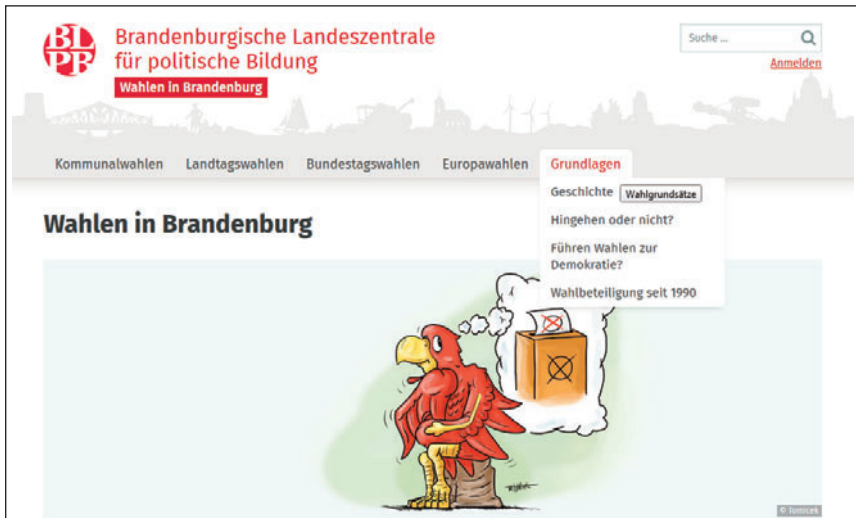 BL
PB
Brandenburgische Landeszentrale
für politische Bildung
Wahlen in Brandenburg
Suche ...
Anmelden
Kommunalwahlen Landtagswahlen Bundestagswahlen Europawahlen Grundlagen
Geschichte Wahlgrundsätze
Hingehen oder nicht?
Führen Wahlen zur
Demokratie?
Wahlbeteiligung seit 1990
Wahlen in Brandenburg
© Tomicek